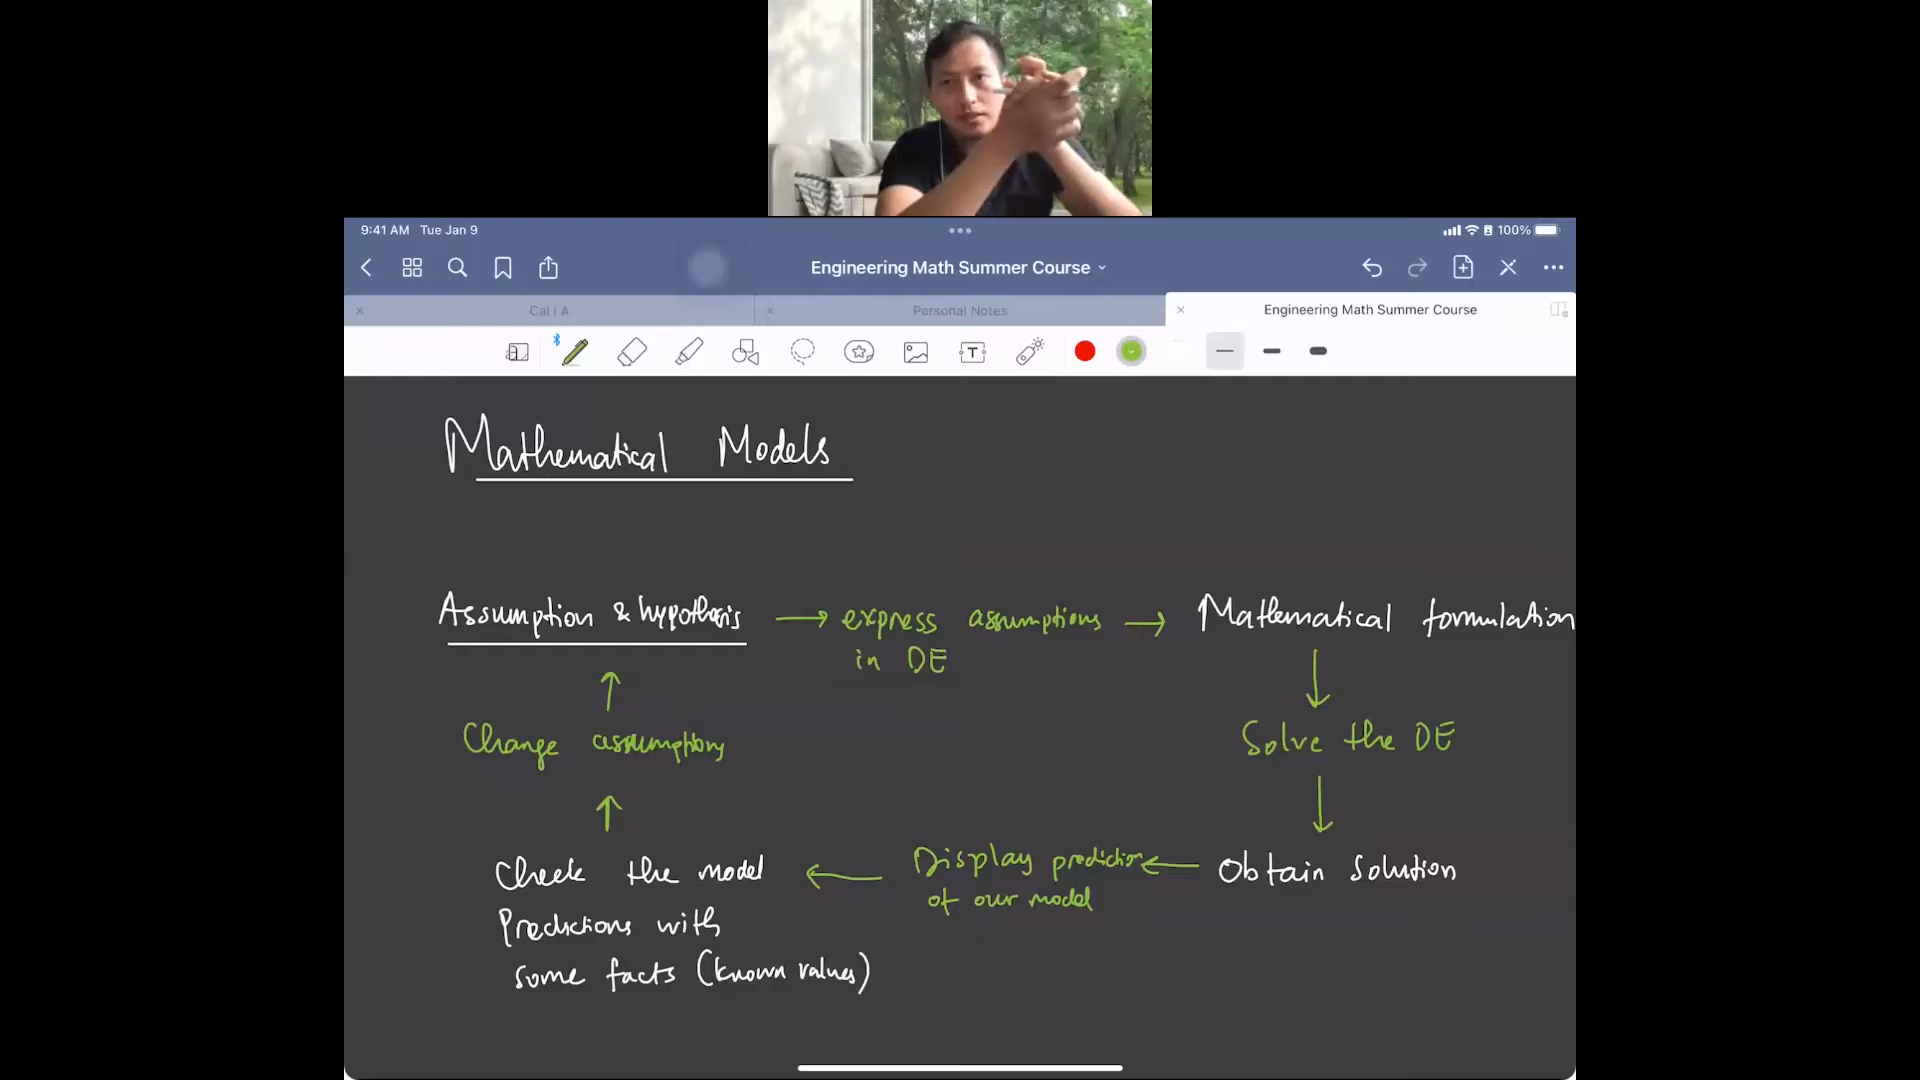 9:41 AM Tue Jan 9
100%
Engineering Math Summer Course
Cal I A
Personal Notes
Engineering Math Summer Course
Mathematical Models
Assumption & hypothesis → express assumptions → Mathematical formulation
in DE
Change assumptions
Solve the DE
Check the model ← Display prediction ← Obtain solution
of our model
Predictions with
some facts (known values)